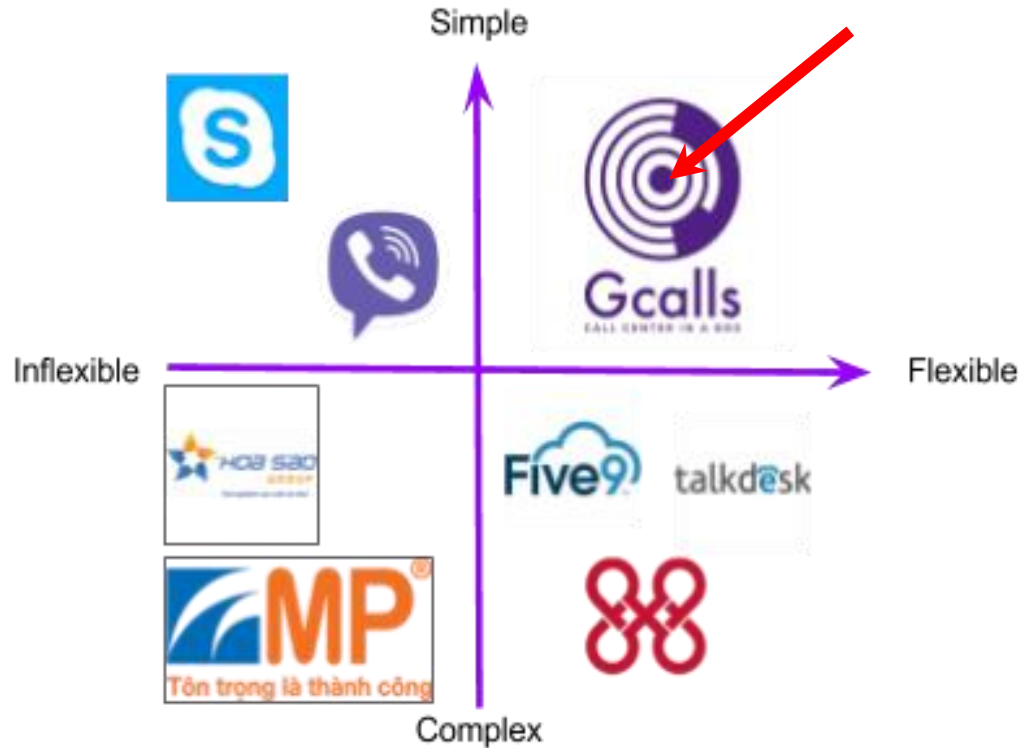 Simple
S
Gcalls
CALL CENTER IN A BOX
Inflexible
Flexible
HOA SAO
GROUP
Five9
talkdesk
MP®
Tôn trọng là thành công
Complex